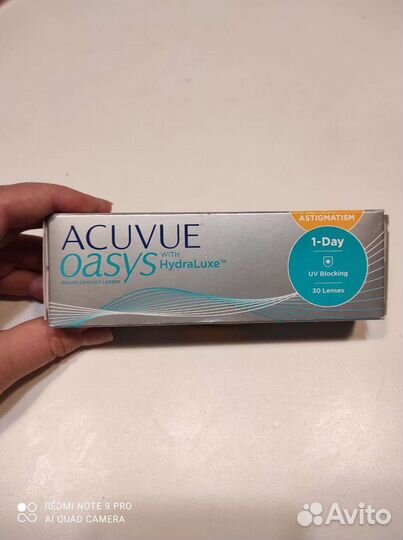 ASTIGMATISM
ACUVUE
oasys WITH HydraLuxe™
BRAND CONTACT LENSES
1-Day
UV Blocking
30 Lenses
REDMI NOTE 9 PRO
AI QUAD CAMERA
Avito